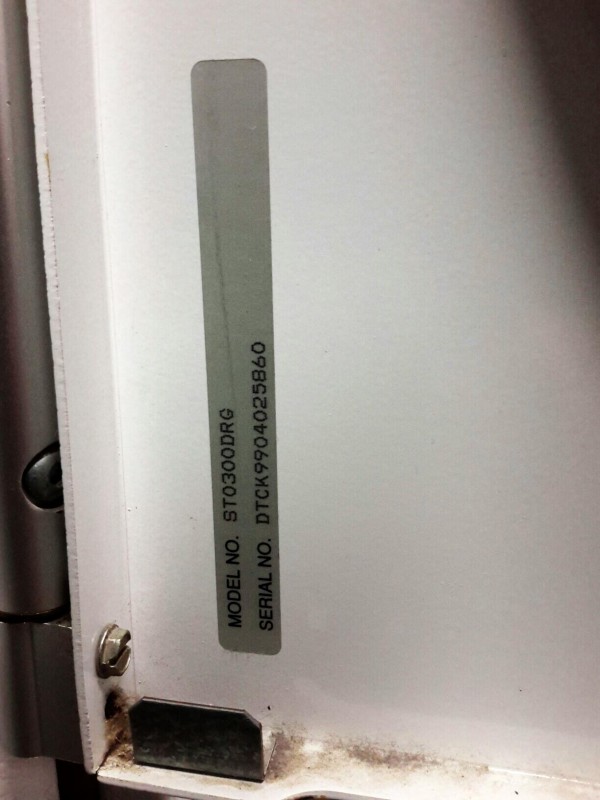 MODEL NO. ST0300DRG
SERIAL NO. DTCK9904025860